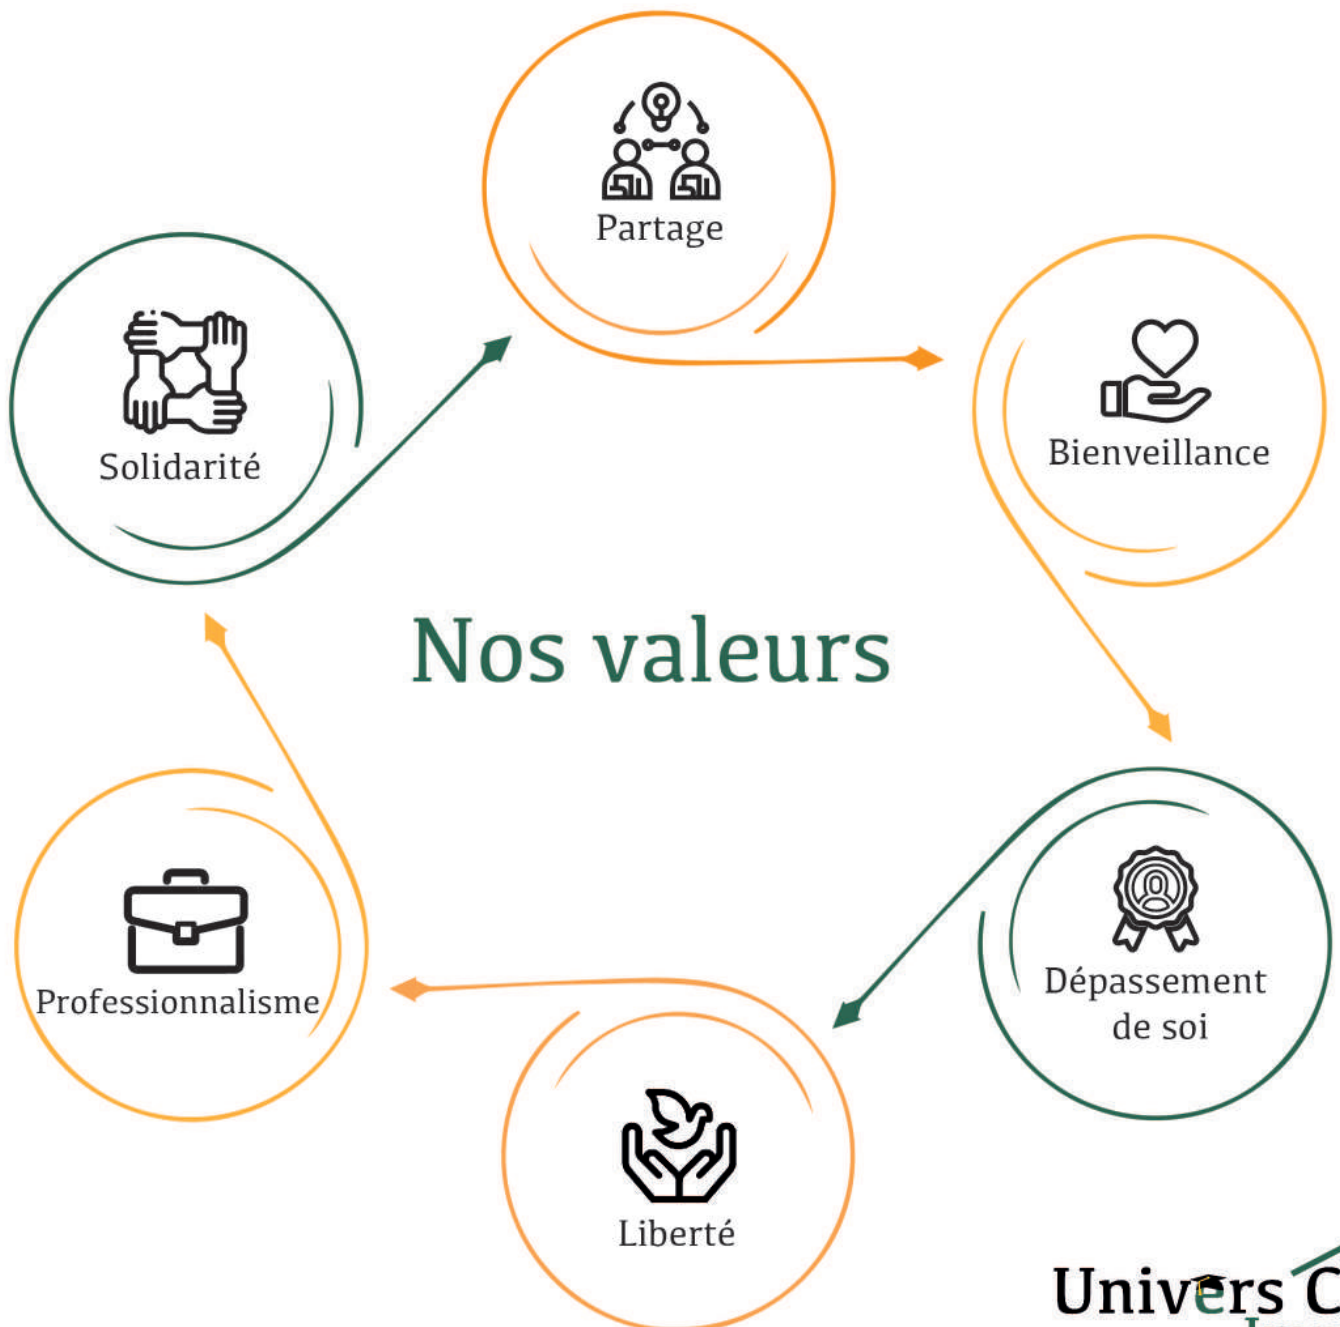 Partage
Bienveillance
Solidarité
Nos valeurs
Dépassement
de soi
Professionnalisme
Liberté
Univers